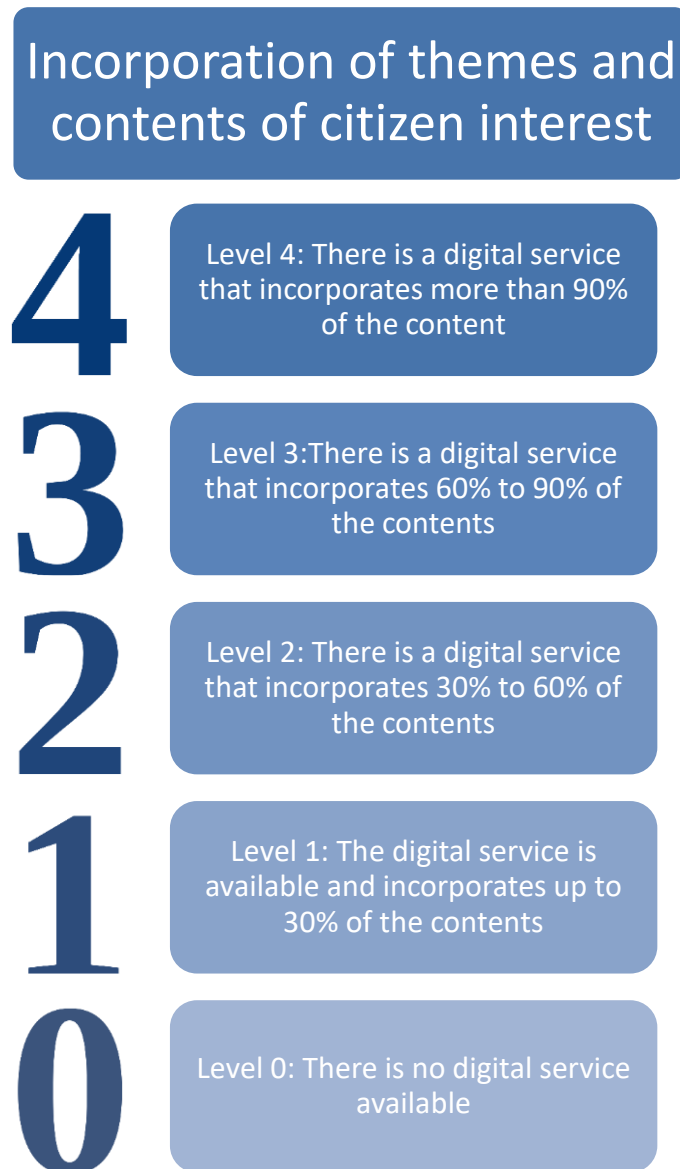 Incorporation of themes and
contents of citizen interest
4
Level 4: There is a digital service
that incorporates more than 90%
of the content
3
Level 3:There is a digital service
that incorporates 60% to 90% of
the contents
2
Level 2: There is a digital service
that incorporates 30% to 60% of
the contents
1
Level 1: The digital service is
available and incorporates up to
30% of the contents
0
Level 0: There is no digital service
available